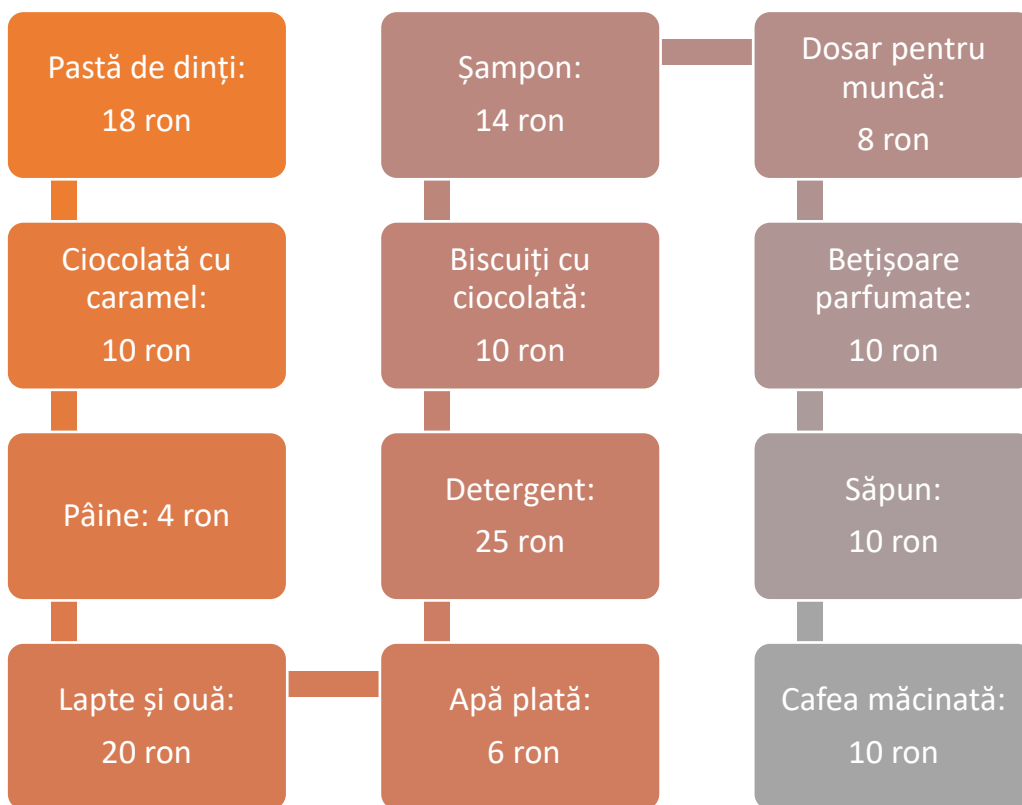 Pastă de dinți:
18 ron
Ciocolată cu
caramel:
10 ron
Pâine: 4 ron
Lapte și ouă:
20 ron
Apă plată:
6 ron
Detergent:
25 ron
Biscuiți cu
ciocolată:
10 ron
Șampon:
14 ron
Dosar pentru
muncă:
8 ron
Bețișoare
parfumate:
10 ron
Săpun:
10 ron
Cafea măcinată:
10 ron